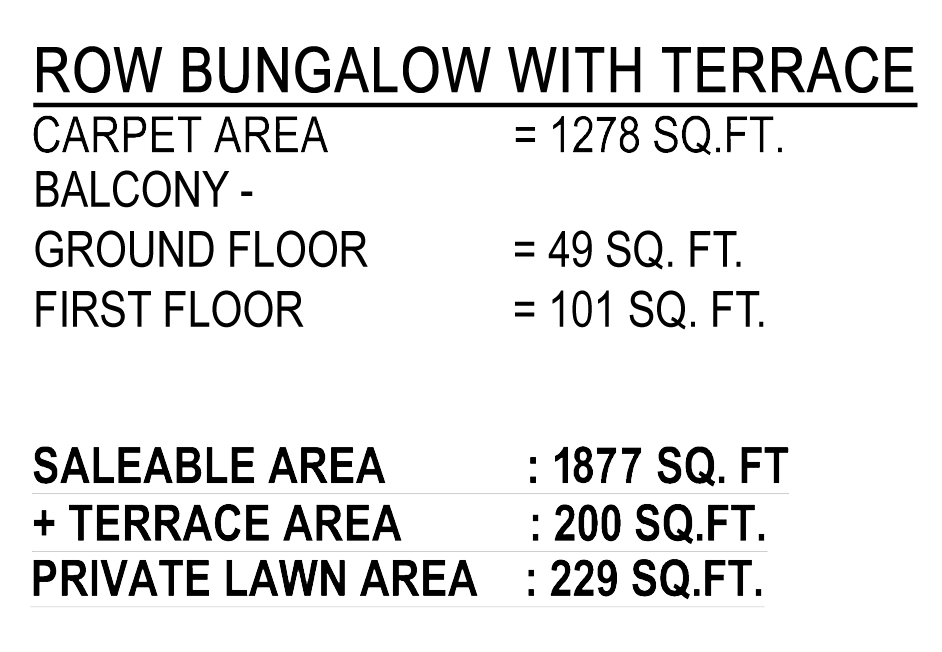 ROW BUNGALOW WITH TERRACE
CARPET AREA = 1278 SQ.FT.
BALCONY -
GROUND FLOOR = 49 SQ. FT.
FIRST FLOOR = 101 SQ. FT.
SALEABLE AREA : 1877 SQ. FT
+ TERRACE AREA : 200 SQ.FT.
PRIVATE LAWN AREA : 229 SQ.FT.